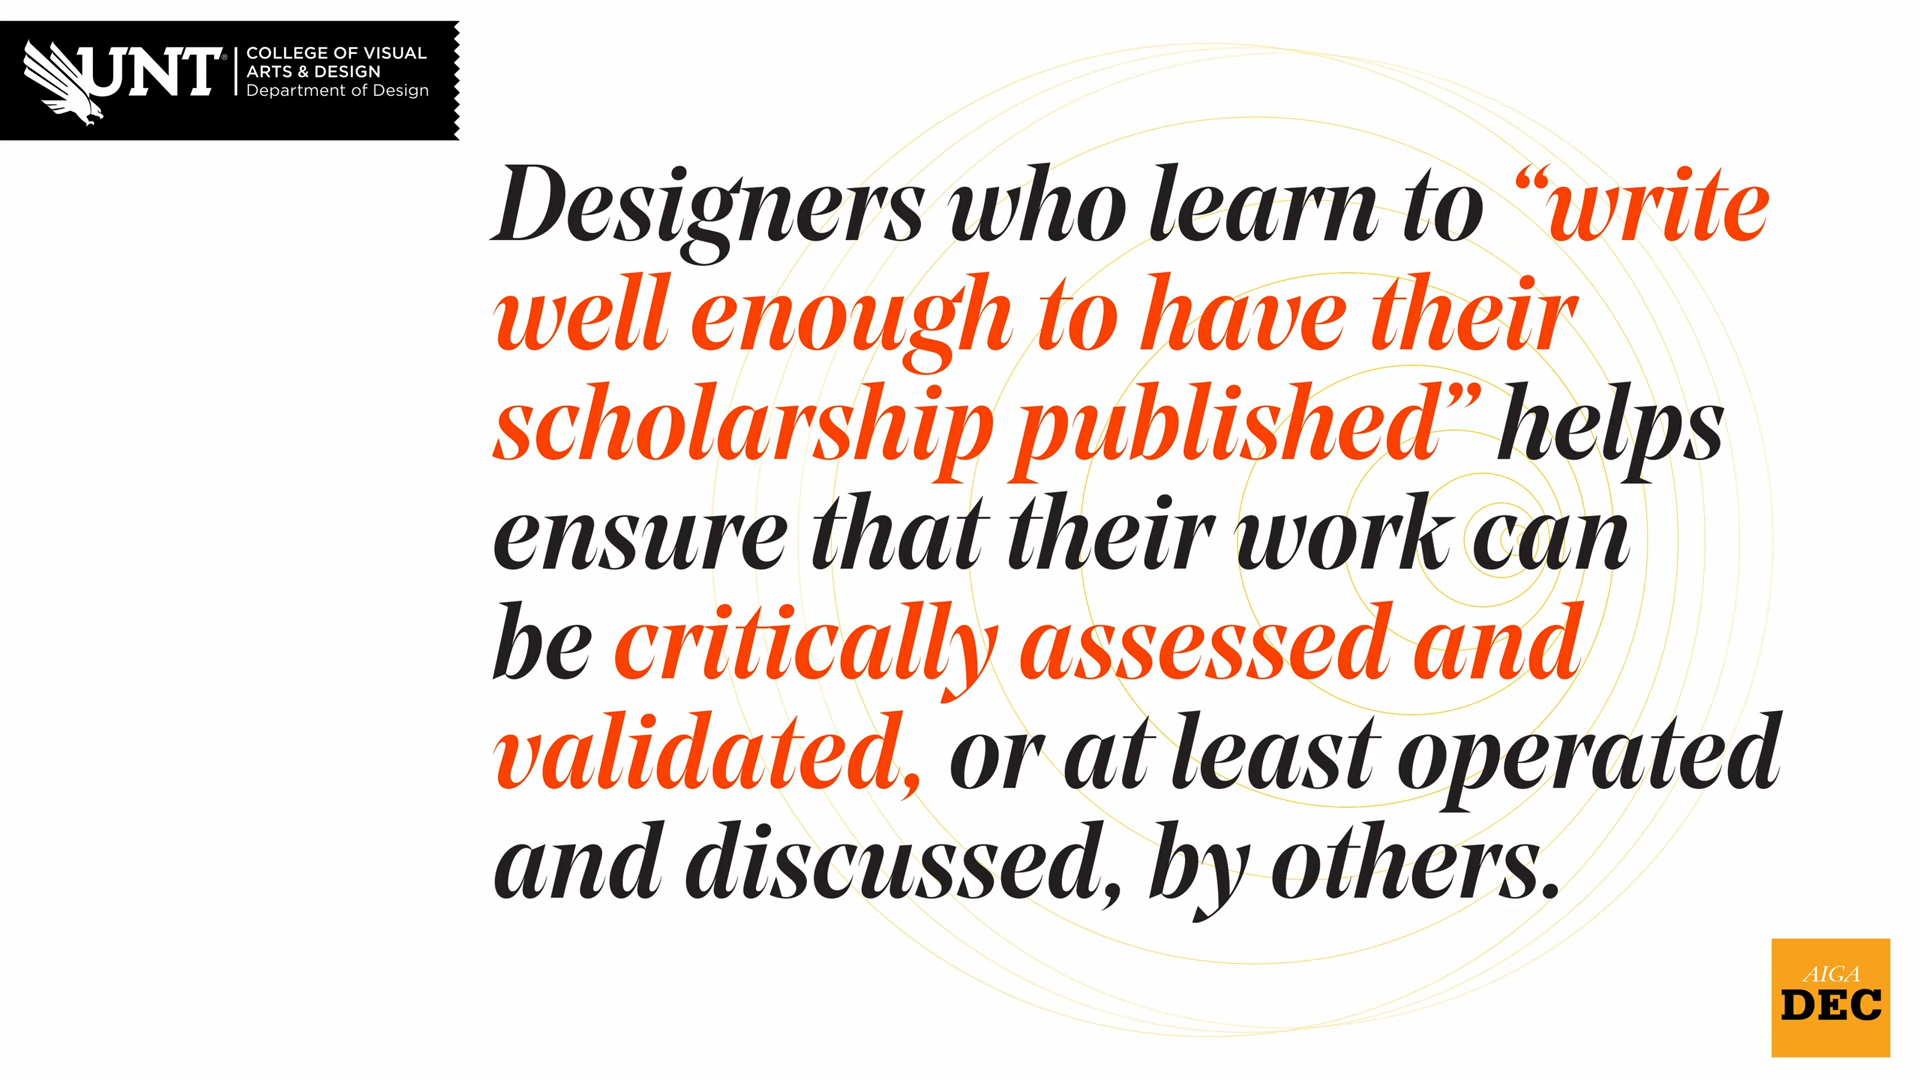 UNT® COLLEGE OF VISUAL
ARTS & DESIGN
Department of Design
Designers who learn to “write
well enough to have their
scholarship published” helps
ensure that their work can
be critically assessed and
validated, or at least operated
and discussed, by others.
AIGA
DEC